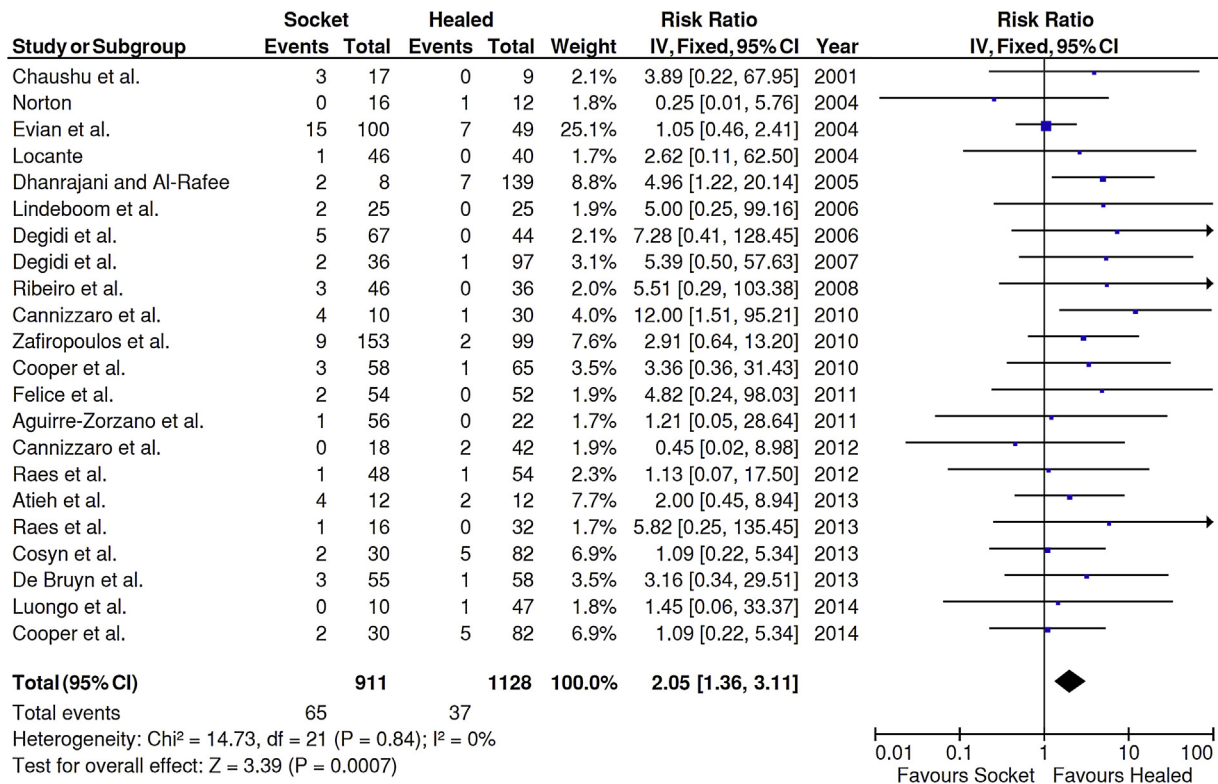 Socket Healed Risk Ratio Risk Ratio
Study or Subgroup Events Total Events Total Weight IV, Fixed, 95% CI Year IV, Fixed, 95% CI
Chaushu et al. 3 17 0 9 2.1% 3.89 [0.22, 67.95] 2001
Norton 0 16 1 12 1.8% 0.25 [0.01, 5.76] 2004
Evian et al. 15 100 7 49 25.1% 1.05 [0.46, 2.41] 2004
Locante 1 46 0 40 1.7% 2.62 [0.11, 62.50] 2004
Dhanrajani and Al-Rafee 2 8 7 139 8.8% 4.96 [1.22, 20.14] 2005
Lindeboom et al. 2 25 0 25 1.9% 5.00 [0.25, 99.16] 2006
Degidi et al. 5 67 0 44 2.1% 7.28 [0.41, 128.45] 2006
Degidi et al. 2 36 1 97 3.1% 5.39 [0.50, 57.63] 2007
Ribeiro et al. 3 46 0 36 2.0% 5.51 [0.29, 103.38] 2008
Cannizzaro et al. 4 10 1 30 4.0% 12.00 [1.51, 95.21] 2010
Zafiropoulos et al. 9 153 2 99 7.6% 2.91 [0.64, 13.20] 2010
Cooper et al. 3 58 1 65 3.5% 3.36 [0.36, 31.43] 2010
Felice et al. 2 54 0 52 1.9% 4.82 [0.24, 98.03] 2011
Aguirre-Zorzano et al. 1 56 0 22 1.7% 1.21 [0.05, 28.64] 2011
Cannizzaro et al. 0 18 2 42 1.9% 0.45 [0.02, 8.98] 2012
Raes et al. 1 48 1 54 2.3% 1.13 [0.07, 17.50] 2012
Atieh et al. 4 12 2 12 7.7% 2.00 [0.45, 8.94] 2013
Raes et al. 1 16 0 32 1.7% 5.82 [0.25, 135.45] 2013
Cosyn et al. 2 30 5 82 6.9% 1.09 [0.22, 5.34] 2013
De Bruyn et al. 3 55 1 58 3.5% 3.16 [0.34, 29.51] 2013
Luongo et al. 0 10 1 47 1.8% 1.45 [0.06, 33.37] 2014
Cooper et al. 2 30 5 82 6.9% 1.09 [0.22, 5.34] 2014
Total (95% CI) 911 1128 100.0% 2.05 [1.36, 3.11]
Total events 65 37
Heterogeneity: Chi² = 14.73, df = 21 (P = 0.84); I² = 0%
Test for overall effect: Z = 3.39 (P = 0.0007)
0.01 0.1 1 10 100
Favours Socket Favours Healed